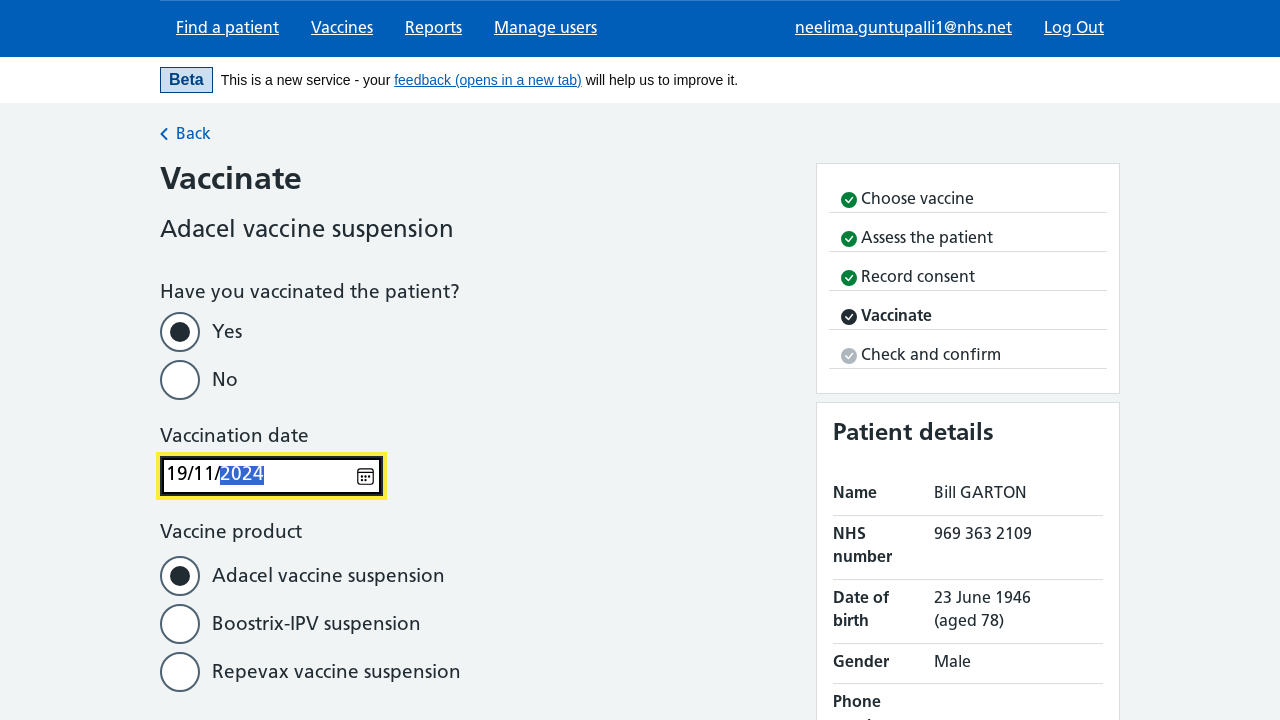 Find a patient
Vaccines
Reports
Manage users
neelima.guntupalli1@nhs.net
Log Out
Beta
This is a new service - your feedback (opens in a new tab) will help us to improve it.
Back
Vaccinate
Adacel vaccine suspension
Have you vaccinated the patient?
Yes
No
Vaccination date
19/11/2024
Vaccine product
Adacel vaccine suspension
Boostrix-IPV suspension
Repevax vaccine suspension
Choose vaccine
Assess the patient
Record consent
Vaccinate
Check and confirm
Patient details
Name
Bill GARTON
NHS number
969 363 2109
Date of birth
23 June 1946
(aged 78)
Gender
Male
Phone